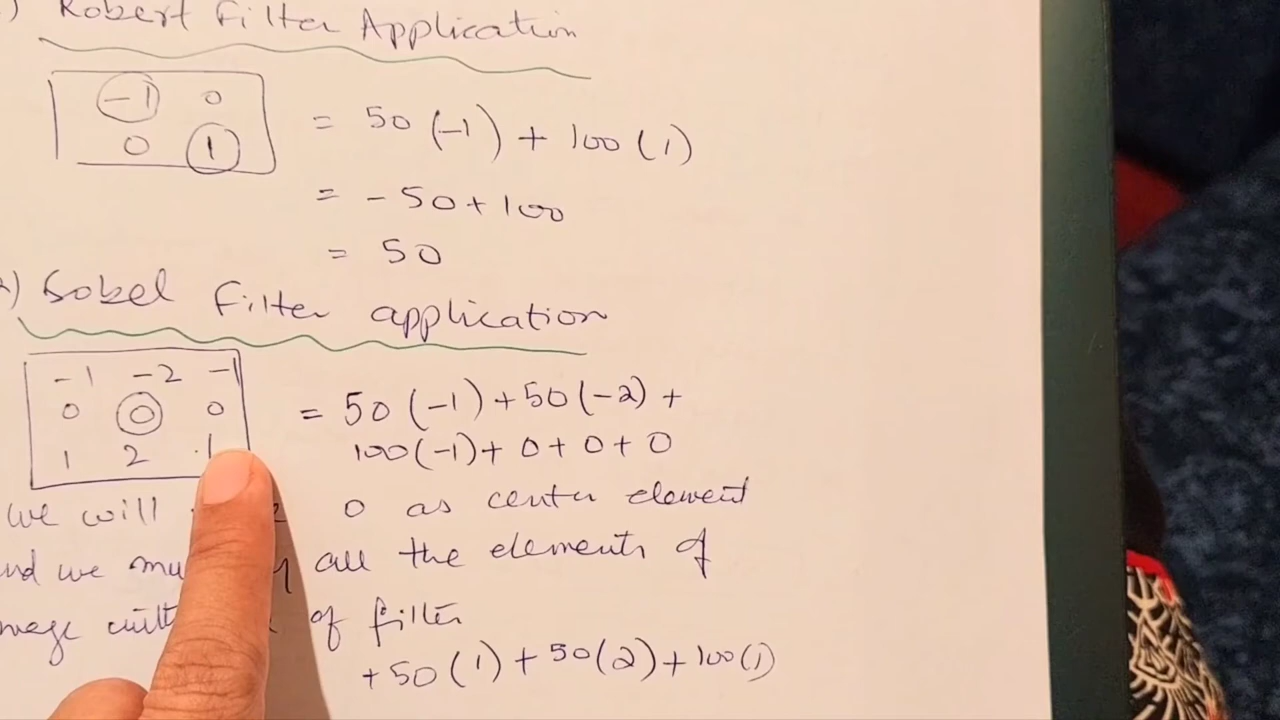 ) Robert Filter Application
-1 0
0 1
= 50 (-1) + 100 (1)
= - 50 + 100
= 50
) Sobel Filter application
-1 -2 -1
0 0 0
1 2 1
= 50 (-1) + 50 (-2) +
100 (-1) + 0 + 0 + 0
we will 0 as center element
and we all the elements of
of filter
+ 50 (1) + 50 (2) + 100 (1)